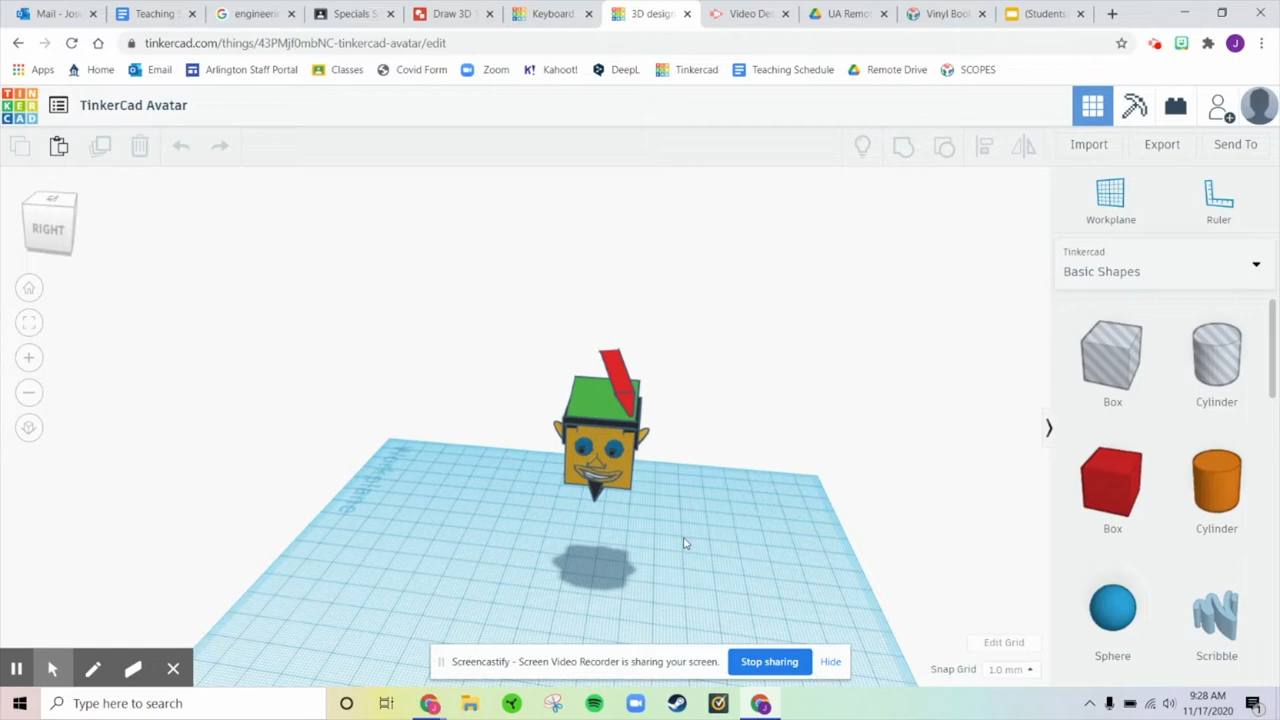 Mail - Jos
Teaching S
engineerin
Specials S
Draw 3D T
Keyboard
3D design
Video De
UA Remo
Vinyl Boo
(Students
tinkercad.com/things/43PMjf0mbNC-tinkercad-avatar/edit
J
Apps Home Email Arlington Staff Portal Classes Covid Form Zoom K! Kahoot! DeepL Tinkercad Teaching Schedule Remote Drive SCOPES
TIN
KER
CAD
TinkerCad Avatar
Import Export Send To
RIGHT
Workplane Ruler
Tinkercad
Basic Shapes
Box Cylinder
Box Cylinder
Sphere Scribble
Workplane
Edit Grid
Snap Grid 1.0 mm
Screencastify - Screen Video Recorder is sharing your screen. Stop sharing Hide
Type here to search
9:28 AM
11/17/2020
1